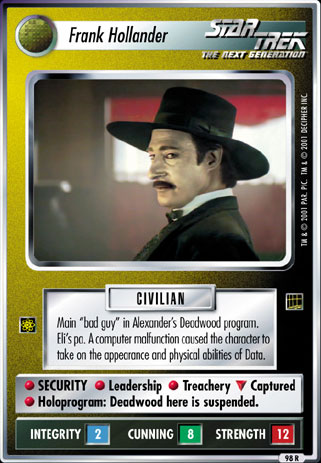 Frank Hollander
STAR TREK
THE NEXT GENERATION
TM & © 2001 PAR. PIC. TM & © 2001 DECIPHER INC.
CIVILIAN
Main "bad guy" in Alexander's Deadwood program.
Eli's pa. A computer malfunction caused the character
to take on the appearance and physical abilities of Data.
SECURITY Leadership Treachery Captured
Holoprogram: Deadwood here is suspended.
INTEGRITY 2 CUNNING 8 STRENGTH 12
98 R